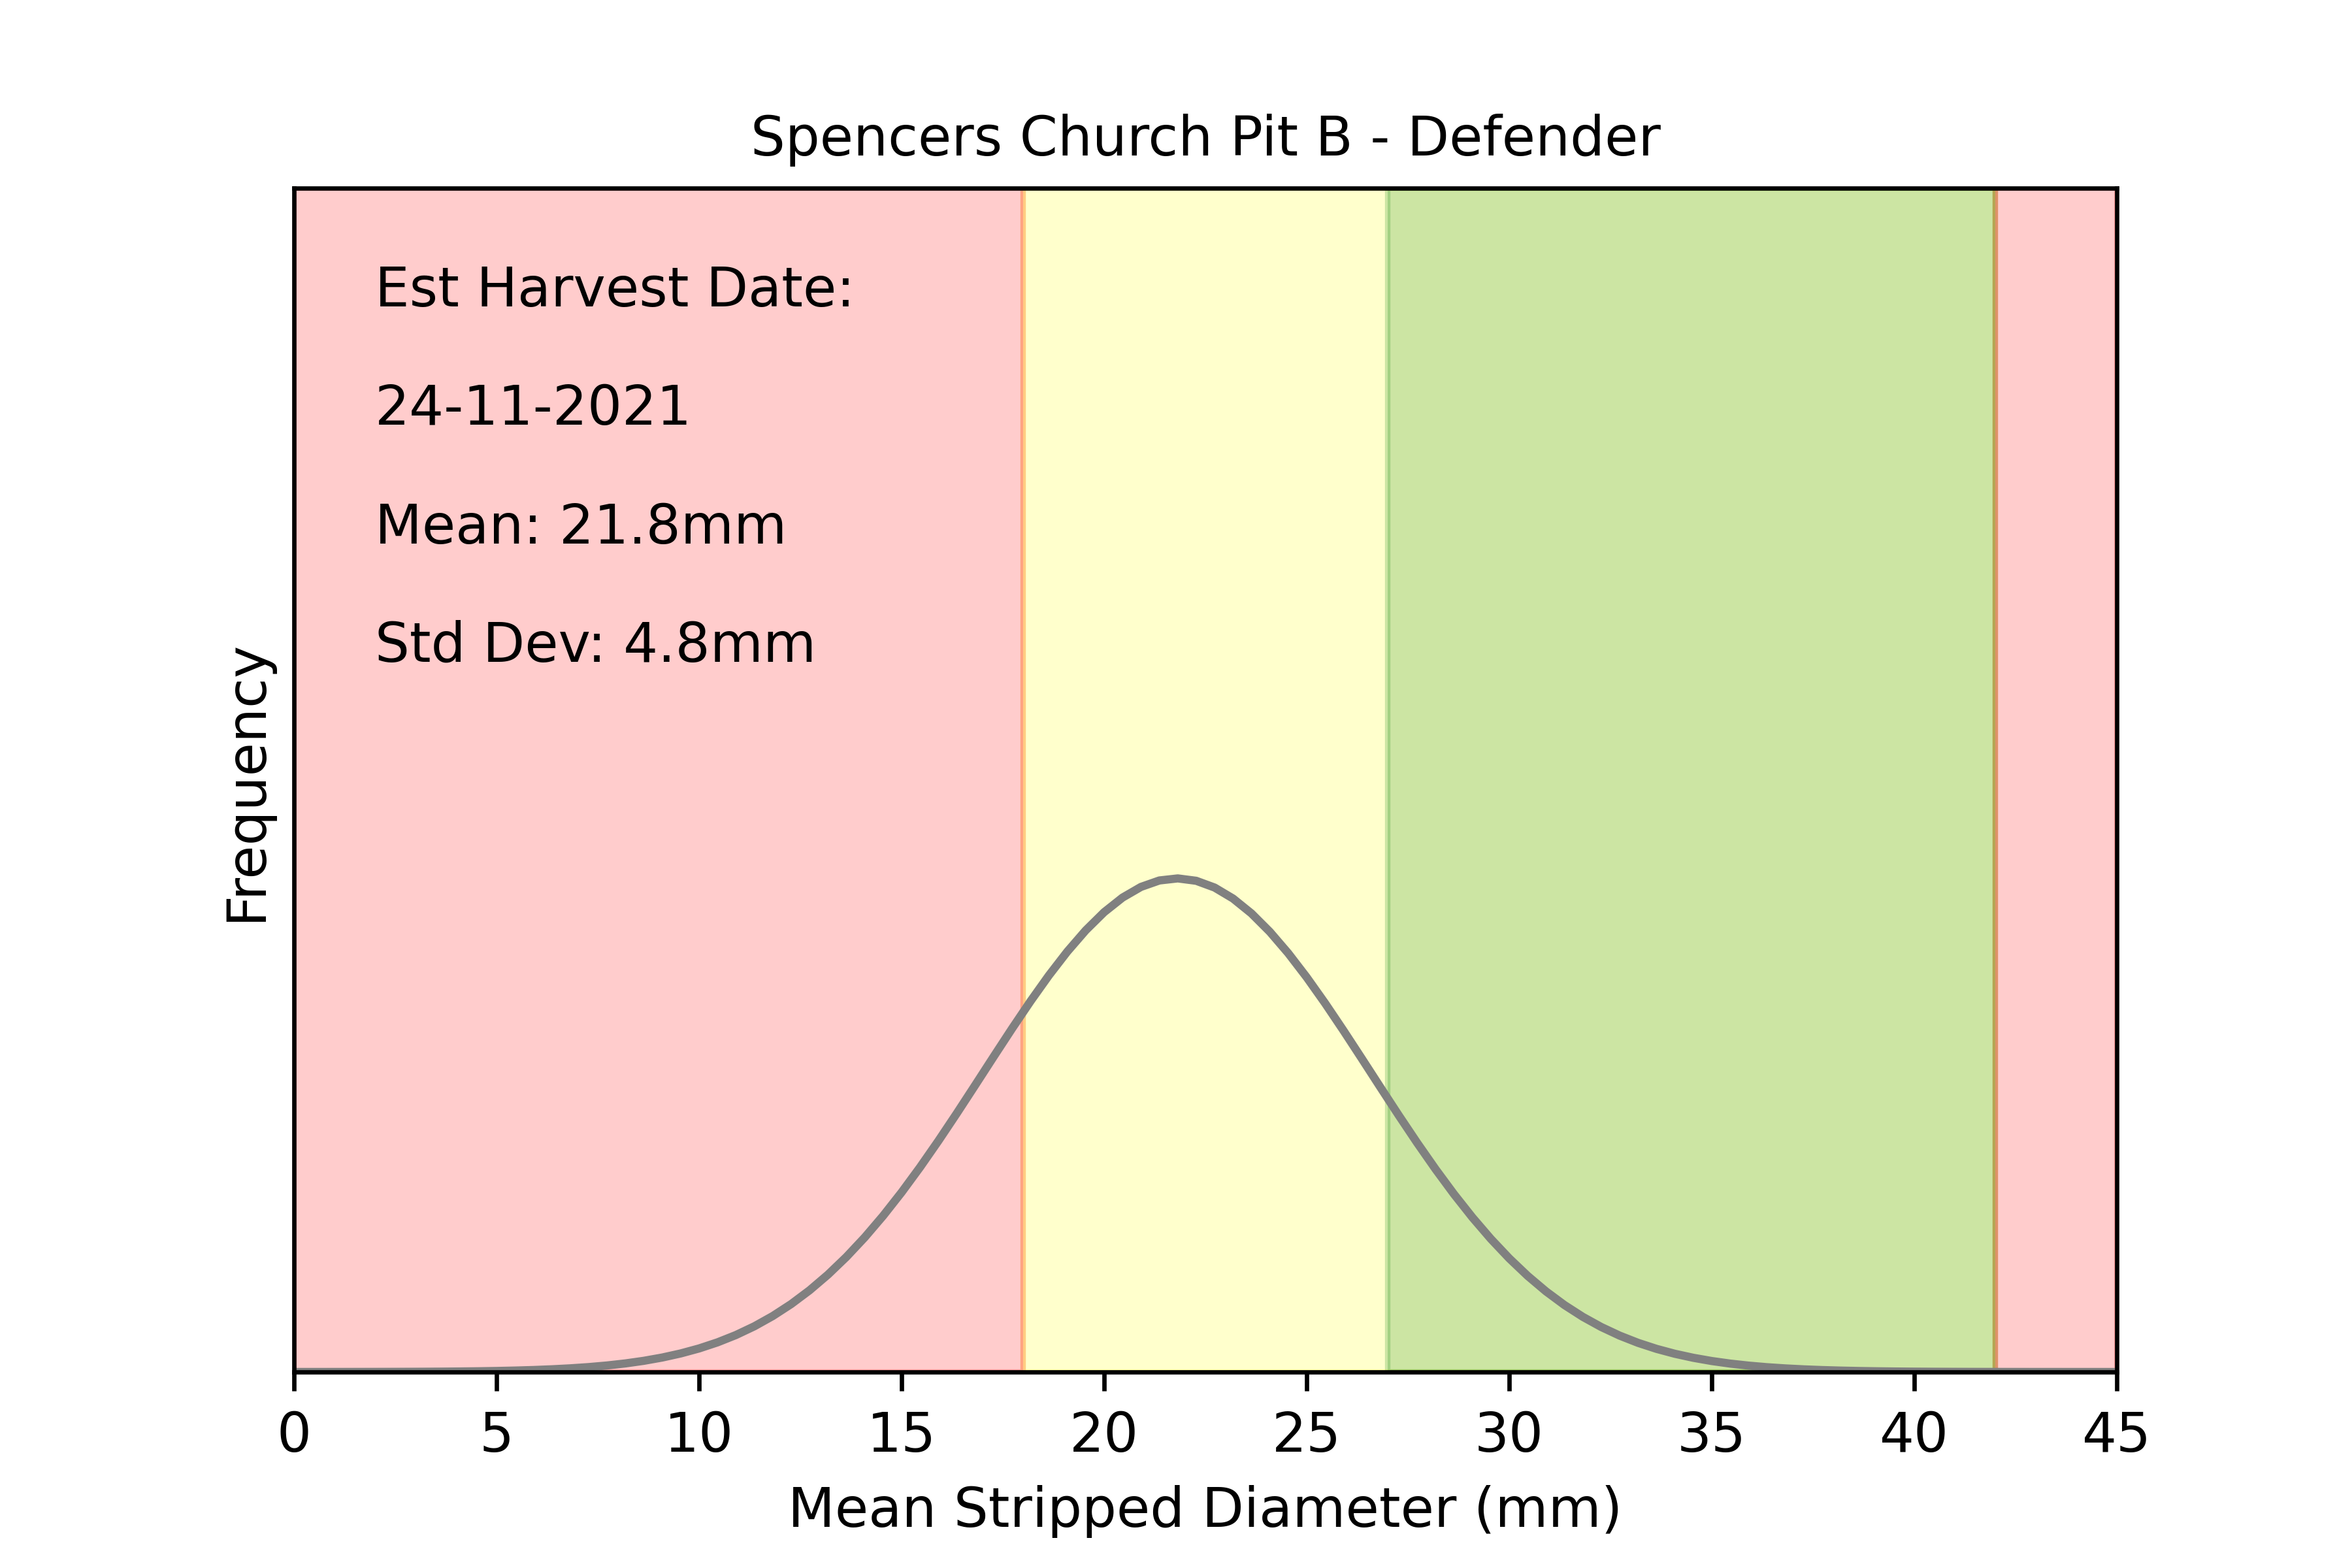 Spencers Church Pit B - Defender
Est Harvest Date:
24-11-2021
Mean: 21.8mm
Std Dev: 4.8mm
Frequency
0 5 10 15 20 25 30 35 40 45
Mean Stripped Diameter (mm)